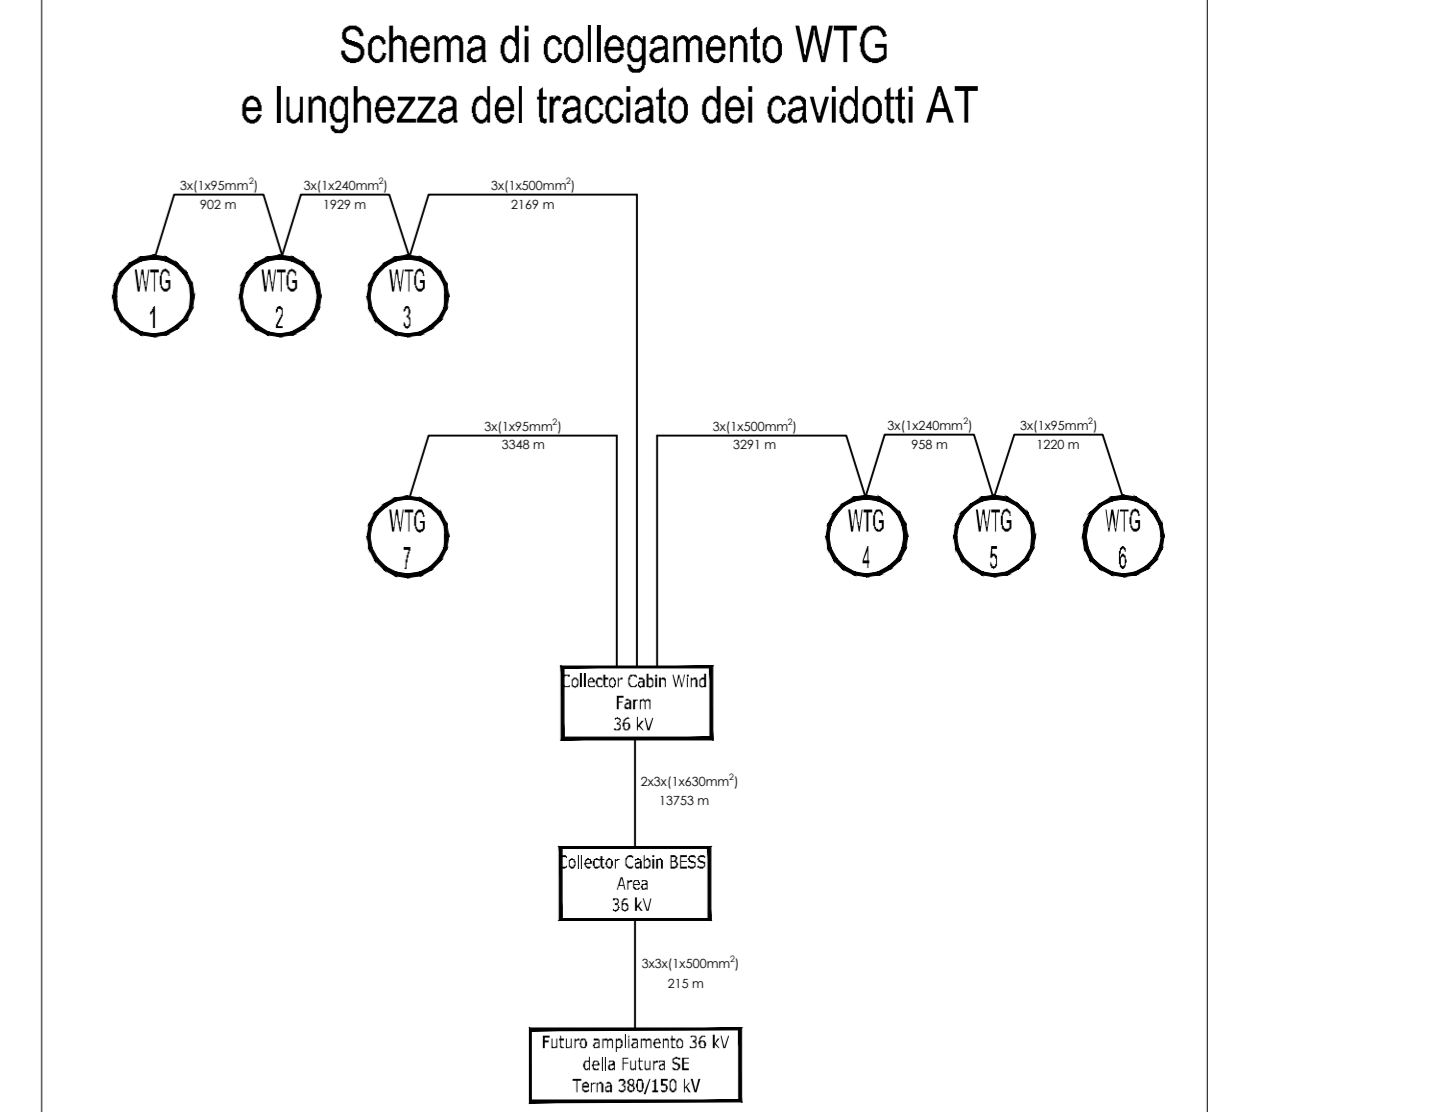 Schema di collegamento WTG
e lunghezza del tracciato dei cavidotti AT
3x(1x95mm²)
902 m
3x(1x240mm²)
1929 m
3x(1x500mm²)
2169 m
WTG
1
WTG
2
WTG
3
3x(1x95mm²)
3348 m
3x(1x500mm²)
3291 m
3x(1x240mm²)
958 m
3x(1x95mm²)
1220 m
WTG
7
WTG
4
WTG
5
WTG
6
Collector Cabin Wind
Farm
36 kV
2x3x(1x630mm²)
13753 m
Collector Cabin BESS
Area
36 kV
3x3x(1x500mm²)
215 m
Futuro ampliamento 36 kV
della Futura SE
Terna 380/150 kV